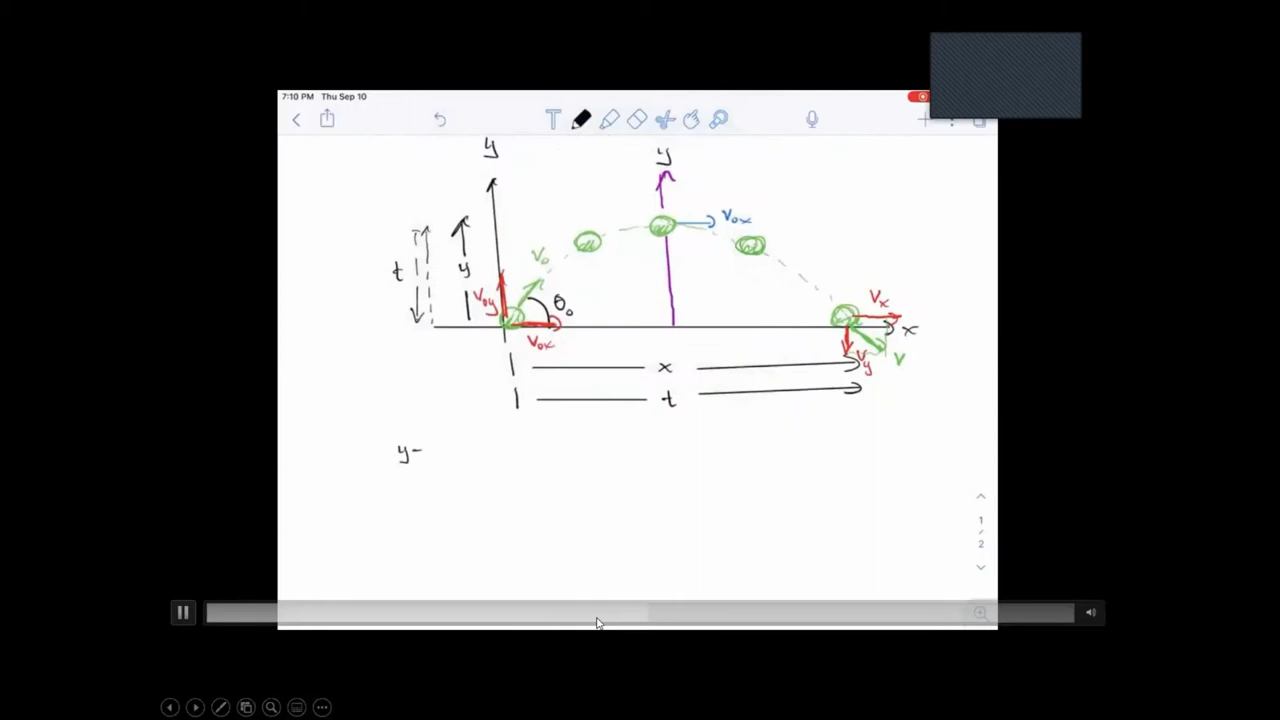 7:10 PM Thu Sep 10
T
y
y
v₀ₓ
v₀
t
y
v₀y
θ₀
vₓ
x
v₀ₓ
vy
v
x
t
y-
1
/
2